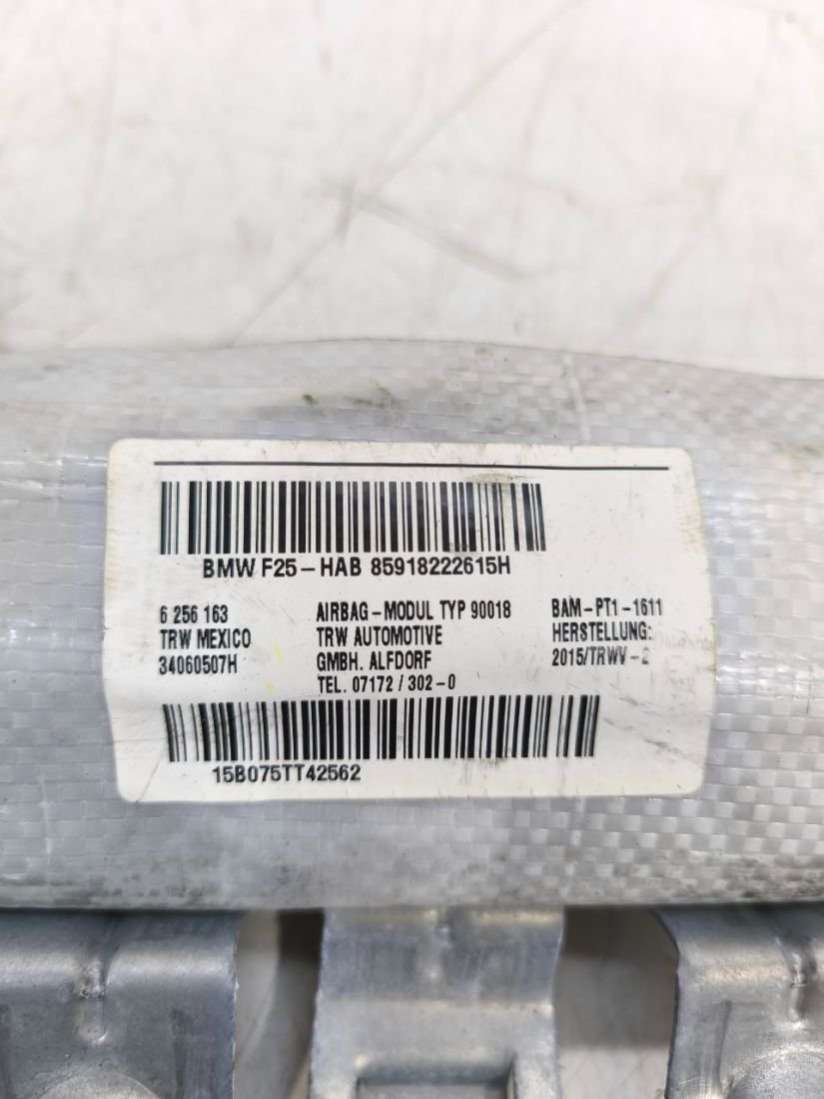 BMW F25-HAB 85918222615H
6 256 163 AIRBAG-MODUL TYP 90018 BAM-PT1-1611
TRW MEXICO TRW AUTOMOTIVE HERSTELLUNG:
34060507H GMBH. ALFDORF 2015/TRWV-2
TEL. 07172/302-0
15B075TT42562